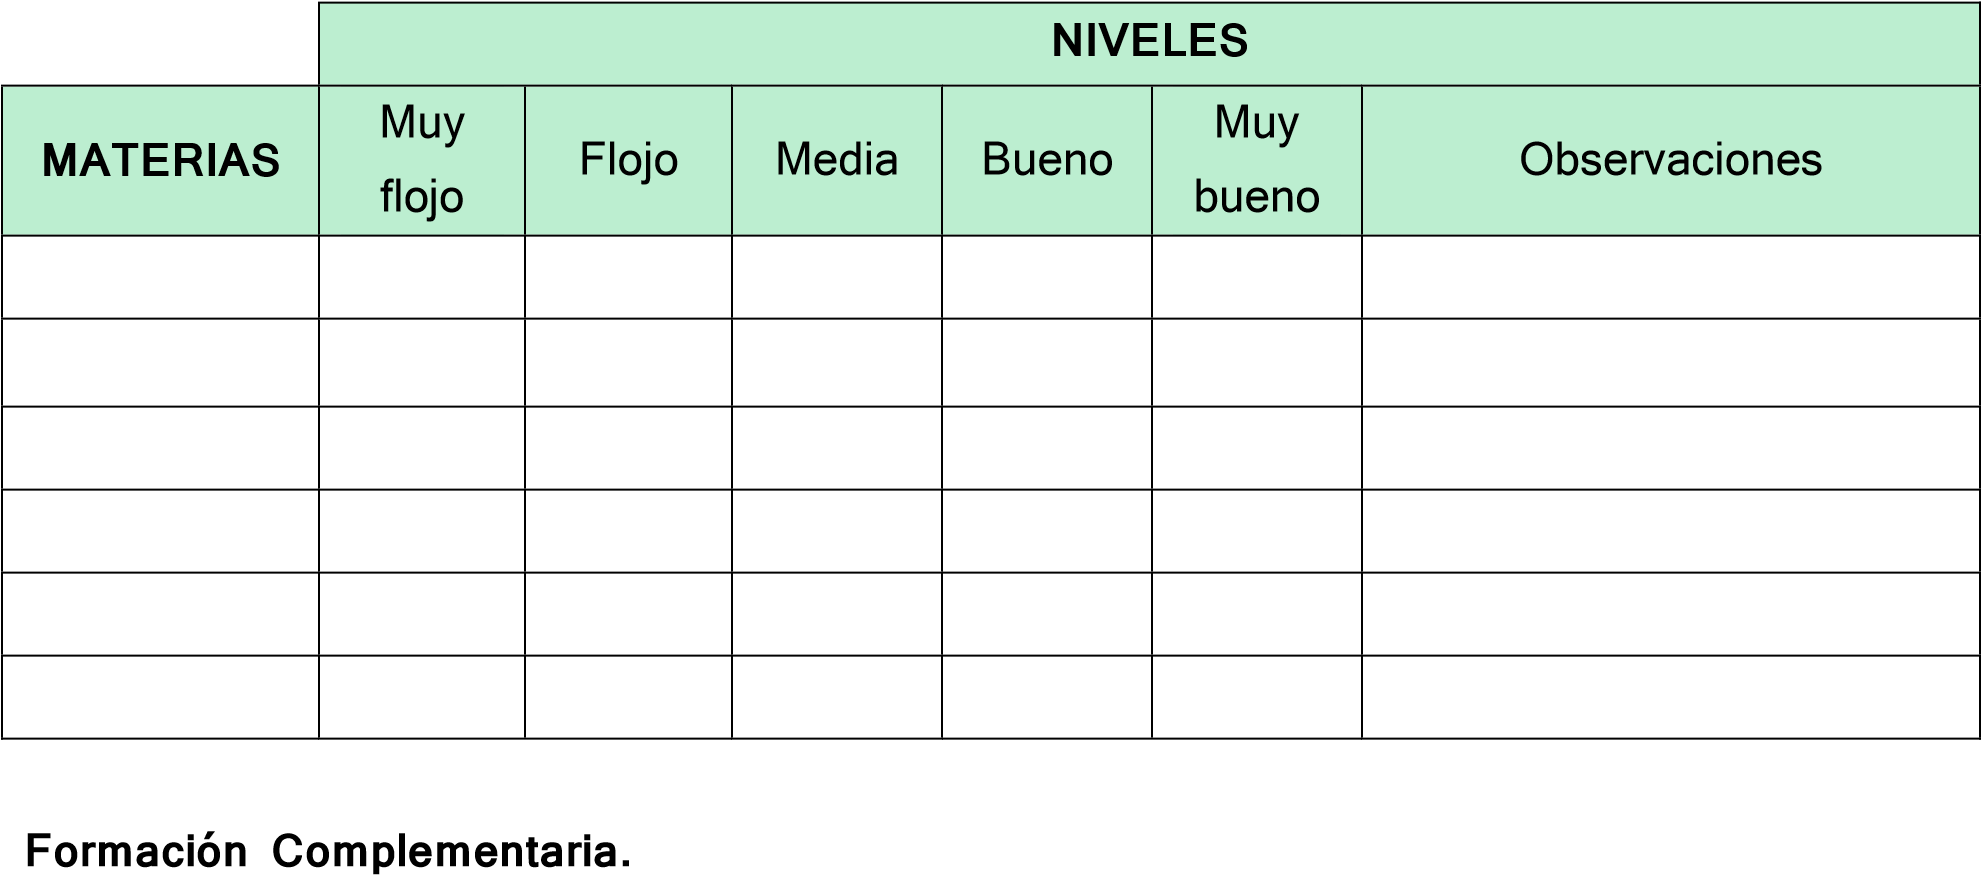 NIVELES
MATERIAS
Muy
flojo
Flojo
Media
Bueno
Muy
bueno
Observaciones
Formación Complementaria.